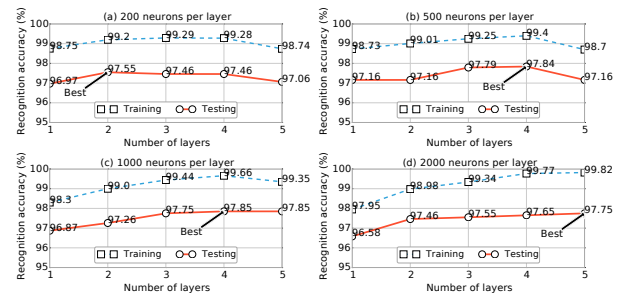 (a) 200 neurons per layer
Recognition accuracy (%)
100
99
98
97
96
95
98.75
99.2
99.29
99.28
98.74
96.97
97.55
97.46
97.46
97.06
Best
Training
Testing
1 2 3 4 5
Number of layers
(b) 500 neurons per layer
Recognition accuracy (%)
100
99
98
97
96
95
98.73
99.01
99.25
99.4
98.7
97.16
97.16
97.79
97.84
97.16
Best
Training
Testing
1 2 3 4 5
Number of layers
(c) 1000 neurons per layer
Recognition accuracy (%)
100
99
98
97
96
95
98.3
99.0
99.44
99.66
99.35
96.87
97.26
97.75
97.85
97.85
Best
Training
Testing
1 2 3 4 5
Number of layers
(d) 2000 neurons per layer
Recognition accuracy (%)
100
99
98
97
96
95
97.95
98.98
99.34
99.77
99.82
96.58
97.46
97.55
97.65
97.75
Best
Training
Testing
1 2 3 4 5
Number of layers